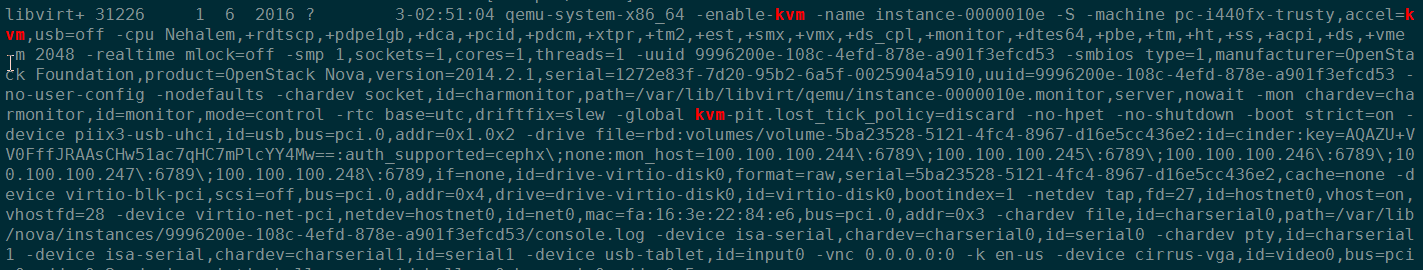 libvirt+ 31226     1  6  2016 ?        3-02:51:04 qemu-system-x86_64 -enable-kvm -name instance-0000010e -S -machine pc-i440fx-trusty,accel=k
vm,usb=off -cpu Nehalem,+rdtscp,+pdpe1gb,+dca,+pcid,+pdcm,+xtpr,+tm2,+est,+smx,+vmx,+ds_cpl,+monitor,+dtes64,+pbe,+tm,+ht,+ss,+acpi,+ds,+vme
-m 2048 -realtime mlock=off -smp 1,sockets=1,cores=1,threads=1 -uuid 9996200e-108c-4efd-878e-a901f3efcd53 -smbios type=1,manufacturer=OpenSta
ck Foundation,product=OpenStack Nova,version=2014.2.1,serial=1272e83f-7d20-95b2-6a5f-0025904a5910,uuid=9996200e-108c-4efd-878e-a901f3efcd53 -
no-user-config -nodefaults -chardev socket,id=charmonitor,path=/var/lib/libvirt/qemu/instance-0000010e.monitor,server,nowait -mon chardev=cha
rmonitor,id=monitor,mode=control -rtc base=utc,driftfix=slew -global kvm-pit.lost_tick_policy=discard -no-hpet -no-shutdown -boot strict=on -
device piix3-usb-uhci,id=usb,bus=pci.0,addr=0x1.0x2 -drive file=rbd:volumes/volume-5ba23528-5121-4fc4-8967-d16e5cc436e2:id=cinder:key=AQAZU+V
V0FffJRAAsCHw51ac7qHC7mPlcYY4Mw==:auth_supported=cephx\;none:mon_host=100.100.100.244\:6789\;100.100.100.245\:6789\;100.100.100.246\:6789\;10
0.100.100.247\:6789\;100.100.100.248\:6789,if=none,id=drive-virtio-disk0,format=raw,serial=5ba23528-5121-4fc4-8967-d16e5cc436e2,cache=none -d
evice virtio-blk-pci,scsi=off,bus=pci.0,addr=0x4,drive=drive-virtio-disk0,id=virtio-disk0,bootindex=1 -netdev tap,fd=27,id=hostnet0,vhost=on,
vhostfd=28 -device virtio-net-pci,netdev=hostnet0,id=net0,mac=fa:16:3e:22:84:e6,bus=pci.0,addr=0x3 -chardev file,id=charserial0,path=/var/lib
/nova/instances/9996200e-108c-4efd-878e-a901f3efcd53/console.log -device isa-serial,chardev=charserial0,id=serial0 -chardev pty,id=charserial
1 -device isa-serial,chardev=charserial1,id=serial1 -device usb-tablet,id=input0 -vnc 0.0.0.0:0 -k en-us -device cirrus-vga,id=video0,bus=pci